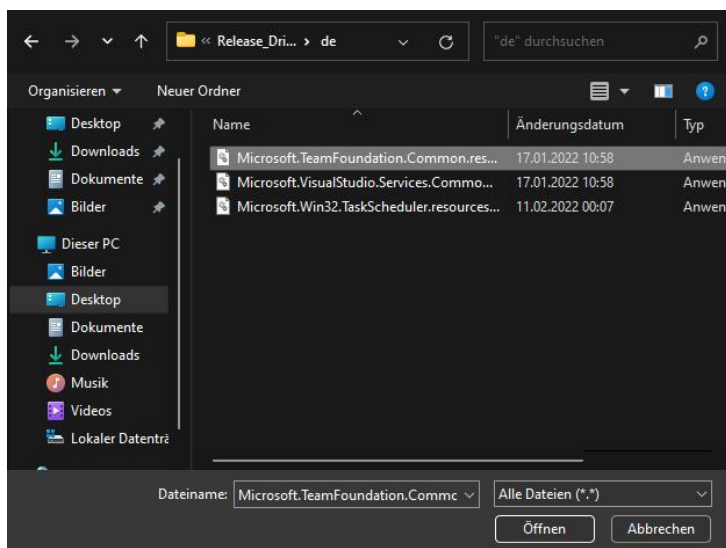 « Release_Dri... › de
"de" durchsuchen
Organisieren
Neuer Ordner
Name
Änderungsdatum
Typ
Desktop
Downloads
Dokumente
Bilder
Dieser PC
Bilder
Desktop
Dokumente
Downloads
Musik
Videos
Lokaler Datenträ
Microsoft.TeamFoundation.Common.res... 17.01.2022 10:58 Anwen
Microsoft.VisualStudio.Services.Commo... 17.01.2022 10:58 Anwen
Microsoft.Win32.TaskScheduler.resources... 11.02.2022 00:07 Anwen
Dateiname: Microsoft.TeamFoundation.Commc
Alle Dateien (*.*)
Öffnen
Abbrechen